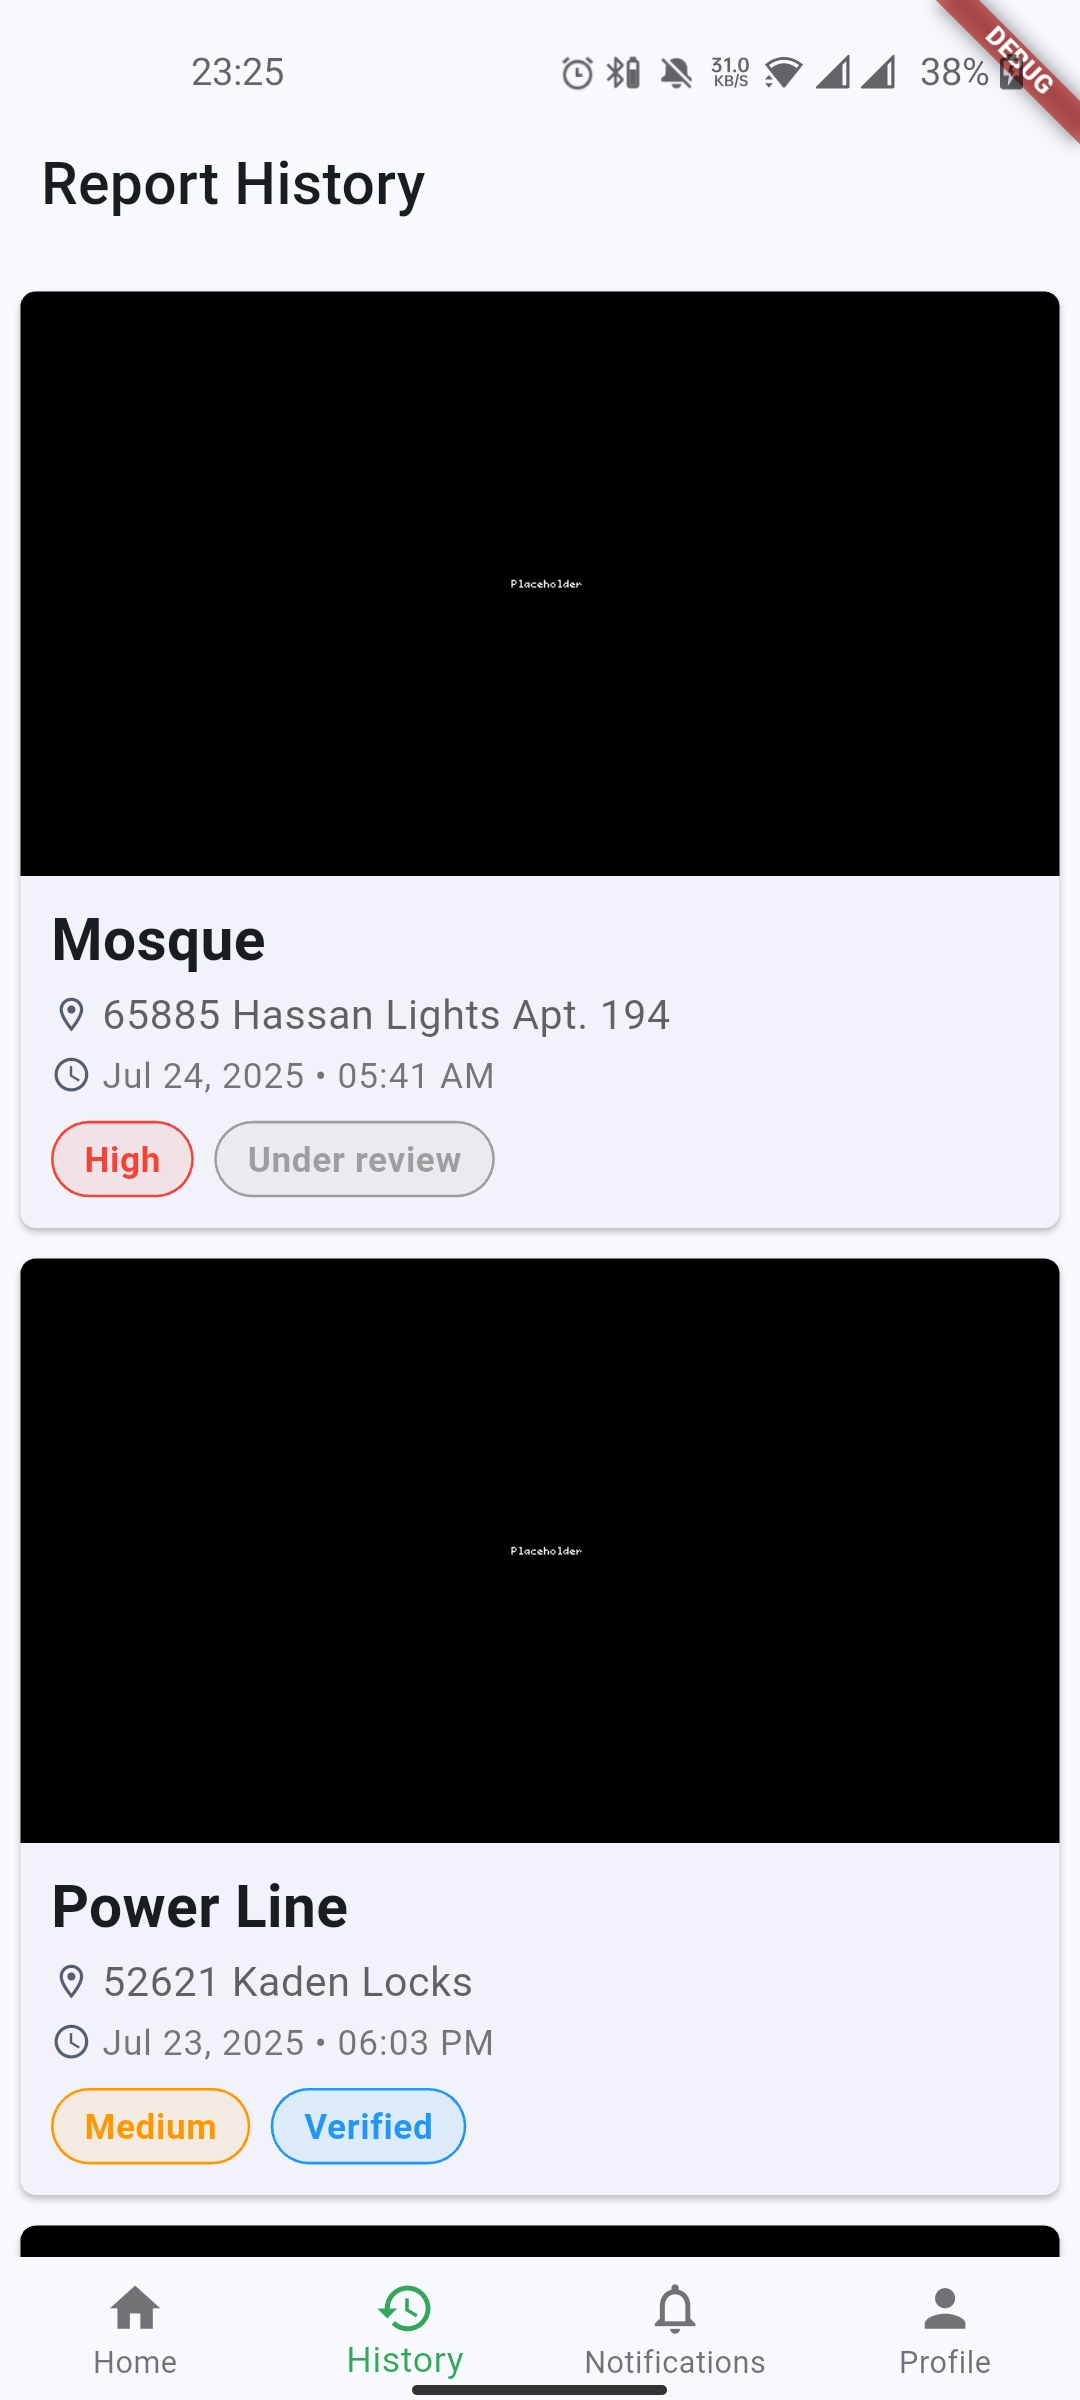 23:25
31.0
KB/S
38%
DEBUG
Report History
Placeholder
Mosque
65885 Hassan Lights Apt. 194
Jul 24, 2025 • 05:41 AM
High
Under review
Placeholder
Power Line
52621 Kaden Locks
Jul 23, 2025 • 06:03 PM
Medium
Verified
Home
History
Notifications
Profile